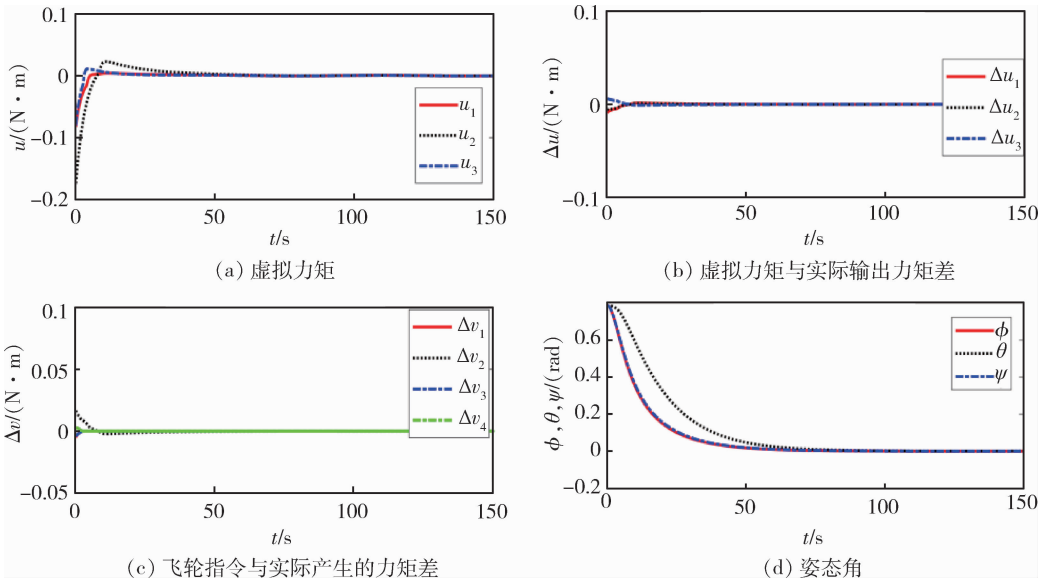 0.1
0
−0.1
−0.2
u/(N·m)
u₁
u₂
u₃
0 50 100 150
t/s
(a) 虚拟力矩
0.1
0
−0.1
Δu/(N·m)
Δu₁
Δu₂
Δu₃
0 50 100 150
t/s
(b) 虚拟力矩与实际输出力矩差
0.1
0.05
0
−0.05
Δv/(N·m)
Δv₁
Δv₂
Δv₃
Δv₄
0 50 100 150
t/s
(c) 飞轮指令与实际产生的力矩差
0.6
0.4
0.2
0
−0.2
ϕ,θ,ψ/(rad)
ϕ
θ
ψ
0 50 100 150
t/s
(d) 姿态角